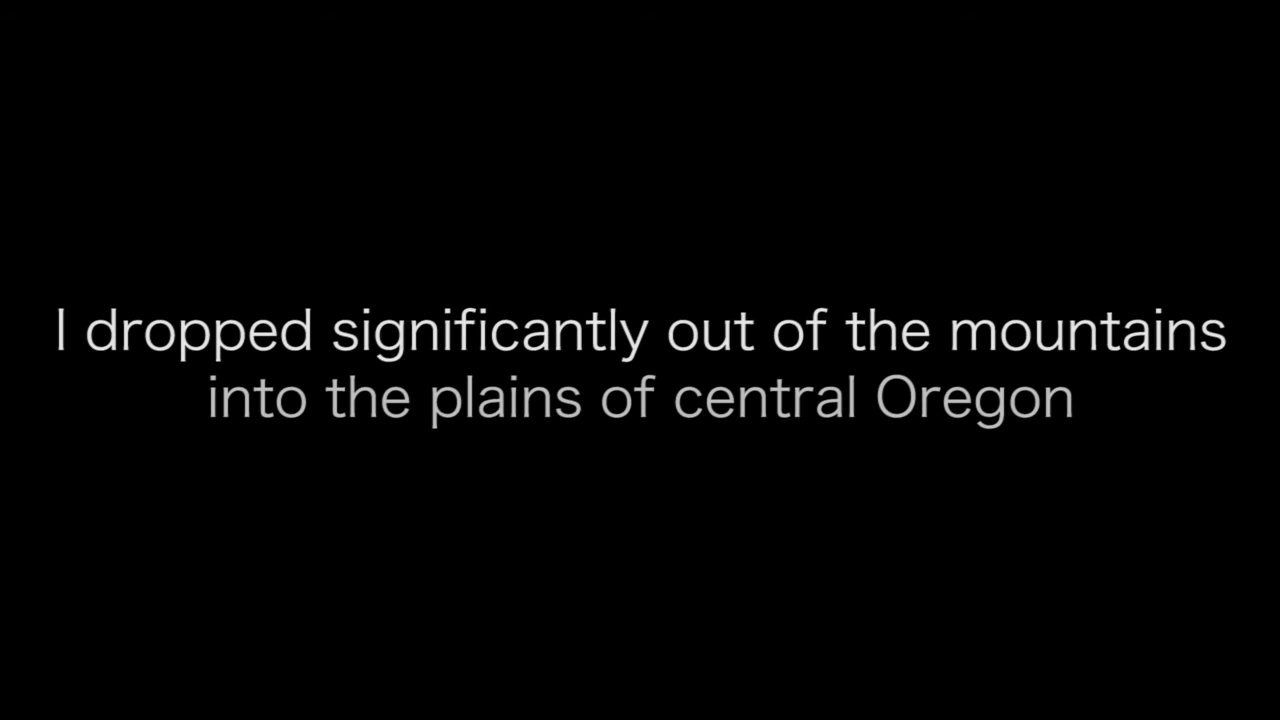 I dropped significantly out of the mountains
into the plains of central Oregon